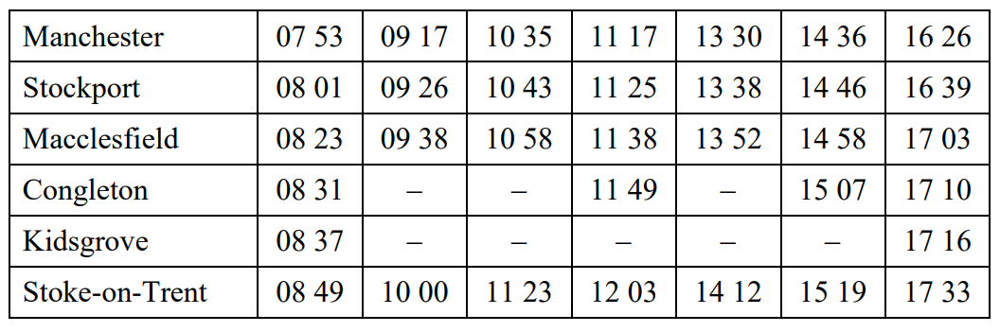 Manchester 07 53 09 17 10 35 11 17 13 30 14 36 16 26
Stockport 08 01 09 26 10 43 11 25 13 38 14 46 16 39
Macclesfield 08 23 09 38 10 58 11 38 13 52 14 58 17 03
Congleton 08 31 – – 11 49 – 15 07 17 10
Kidsgrove 08 37 – – – – – 17 16
Stoke-on-Trent 08 49 10 00 11 23 12 03 14 12 15 19 17 33